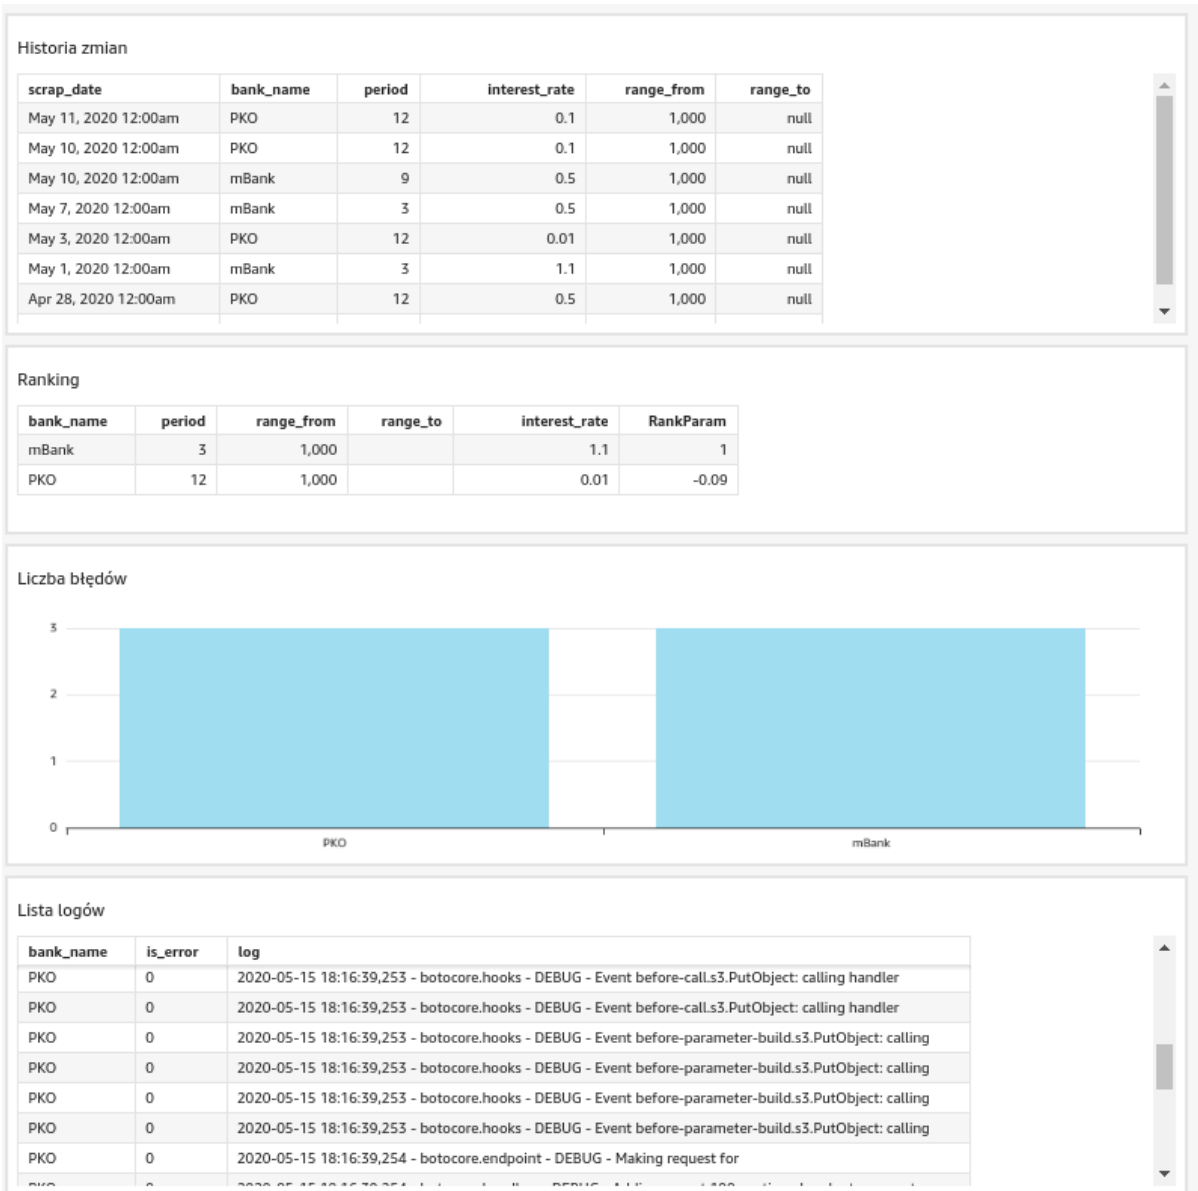 Historia zmian
scrap_date bank_name period interest_rate range_from range_to
May 11, 2020 12:00am PKO 12 0.1 1,000 null
May 10, 2020 12:00am PKO 12 0.1 1,000 null
May 10, 2020 12:00am mBank 9 0.5 1,000 null
May 7, 2020 12:00am mBank 3 0.5 1,000 null
May 3, 2020 12:00am PKO 12 0.01 1,000 null
May 1, 2020 12:00am mBank 3 1.1 1,000 null
Apr 28, 2020 12:00am PKO 12 0.5 1,000 null
Ranking
bank_name period range_from range_to interest_rate RankParam
mBank 3 1,000 1.1 1
PKO 12 1,000 0.01 -0.09
Liczba błędów
3
2
1
0
PKO mBank
Lista logów
bank_name is_error log
PKO 0 2020-05-15 18:16:39,253 - botocore.hooks - DEBUG - Event before-call.s3.PutObject: calling handler
PKO 0 2020-05-15 18:16:39,253 - botocore.hooks - DEBUG - Event before-call.s3.PutObject: calling handler
PKO 0 2020-05-15 18:16:39,253 - botocore.hooks - DEBUG - Event before-parameter-build.s3.PutObject: calling
PKO 0 2020-05-15 18:16:39,253 - botocore.hooks - DEBUG - Event before-parameter-build.s3.PutObject: calling
PKO 0 2020-05-15 18:16:39,253 - botocore.hooks - DEBUG - Event before-parameter-build.s3.PutObject: calling
PKO 0 2020-05-15 18:16:39,253 - botocore.hooks - DEBUG - Event before-parameter-build.s3.PutObject: calling
PKO 0 2020-05-15 18:16:39,254 - botocore.endpoint - DEBUG - Making request for